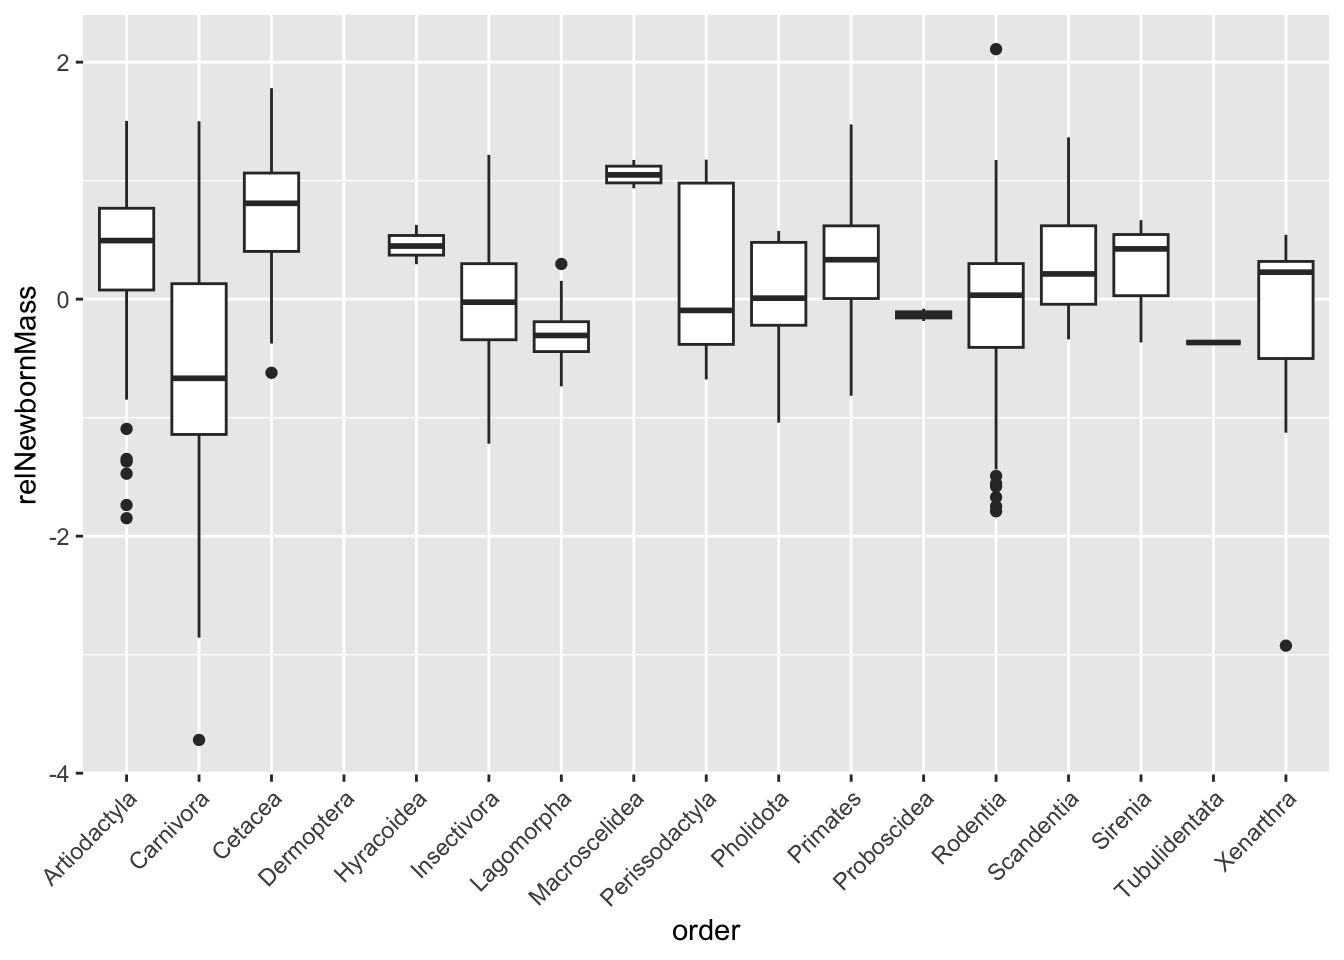 2
0
-2
-4
relNewbornMass
Artiodactyla
Carnivora
Cetacea
Dermoptera
Hyracoidea
Insectivora
Lagomorpha
Macroscelidea
Perissodactyla
Pholidota
Primates
Proboscidea
Rodentia
Scandentia
Sirenia
Tubulidentata
Xenarthra
order